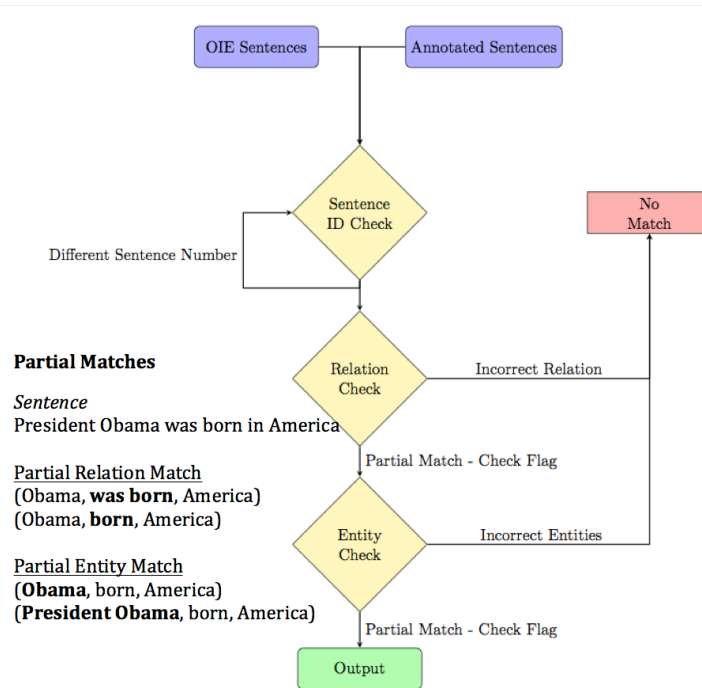 OIE Sentences
Annotated Sentences
Sentence
ID Check
No
Match
Different Sentence Number
Relation
Check
Incorrect Relation
Partial Matches
Sentence
President Obama was born in America
Partial Match - Check Flag
Partial Relation Match
(Obama, was born, America)
(Obama, born, America)
Entity
Check
Incorrect Entities
Partial Entity Match
(Obama, born, America)
(President Obama, born, America)
Partial Match - Check Flag
Output